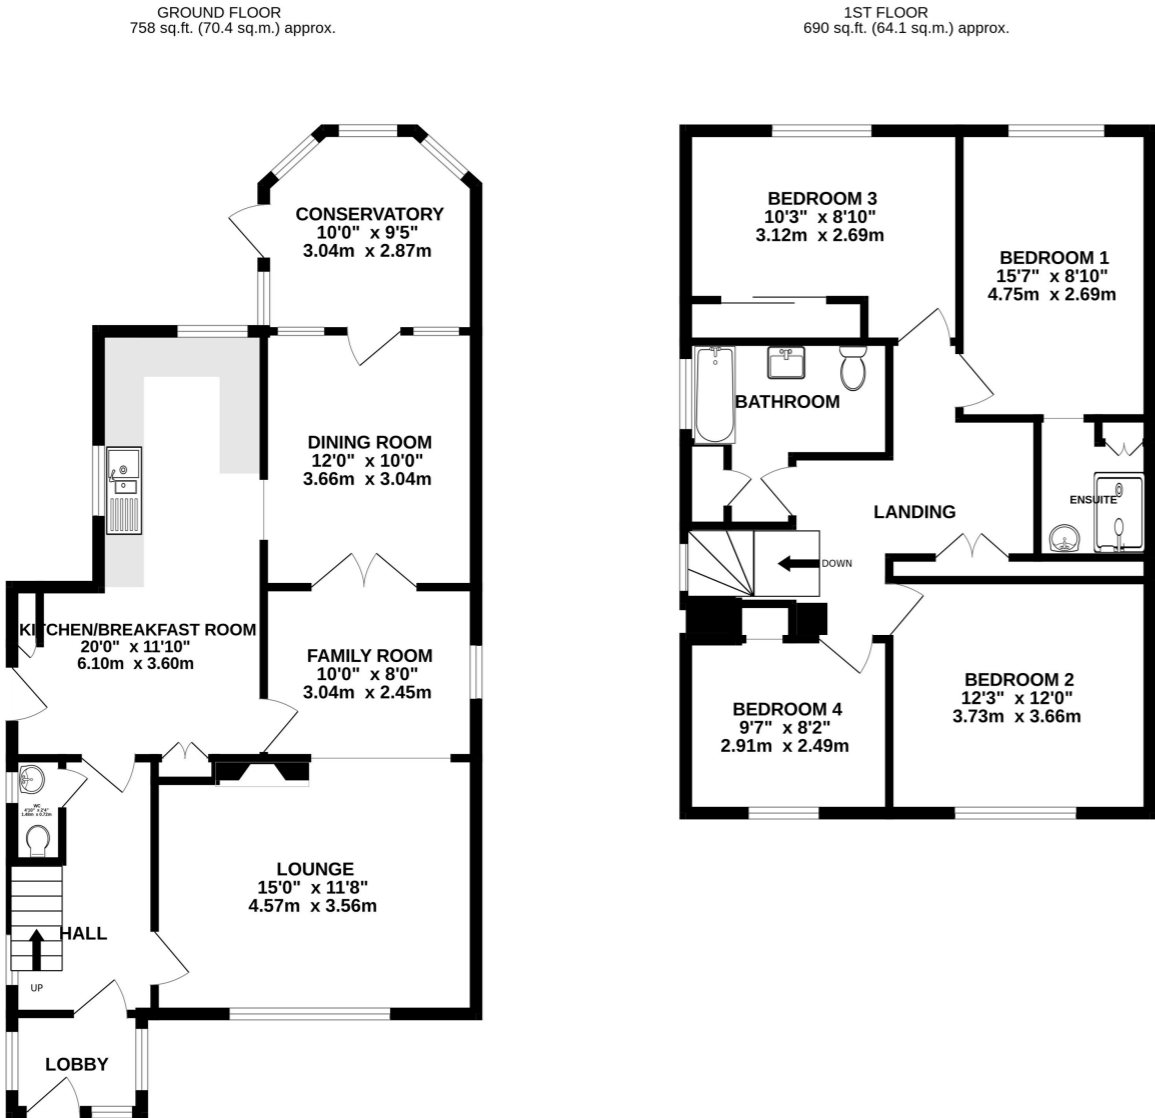 GROUND FLOOR
758 sq.ft. (70.4 sq.m.) approx.
1ST FLOOR
690 sq.ft. (64.1 sq.m.) approx.
CONSERVATORY
10'0" x 9'5"
3.04m x 2.87m
DINING ROOM
12'0" x 10'0"
3.66m x 3.04m
KITCHEN/BREAKFAST ROOM
20'0" x 11'10"
6.10m x 3.60m
FAMILY ROOM
10'0" x 8'0"
3.04m x 2.45m
WC
4'10" x 2'4"
LOUNGE
15'0" x 11'8"
4.57m x 3.56m
HALL
UP
LOBBY
BEDROOM 3
10'3" x 8'10"
3.12m x 2.69m
BEDROOM 1
15'7" x 8'10"
4.75m x 2.69m
BATHROOM
ENSUITE
LANDING
DOWN
BEDROOM 2
12'3" x 12'0"
3.73m x 3.66m
BEDROOM 4
9'7" x 8'2"
2.91m x 2.49m